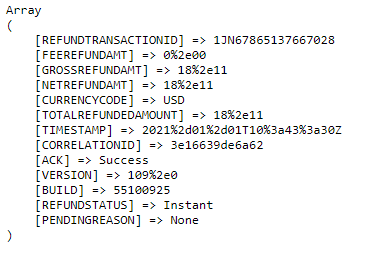 Array
(
[REFUNDTRANSACTIONID] => 1JN67865137667028
[FEEREFUNDAMT] => 0%2e00
[GROSSREFUNDAMT] => 18%2e11
[NETREFUNDAMT] => 18%2e11
[CURRENCYCODE] => USD
[TOTALREFUNDEDAMOUNT] => 18%2e11
[TIMESTAMP] => 2021%2d01%2d01T10%3a43%3a30Z
[CORRELATIONID] => 3e16639de6a62
[ACK] => Success
[VERSION] => 109%2e0
[BUILD] => 55100925
[REFUNDSTATUS] => Instant
[PENDINGREASON] => None
)